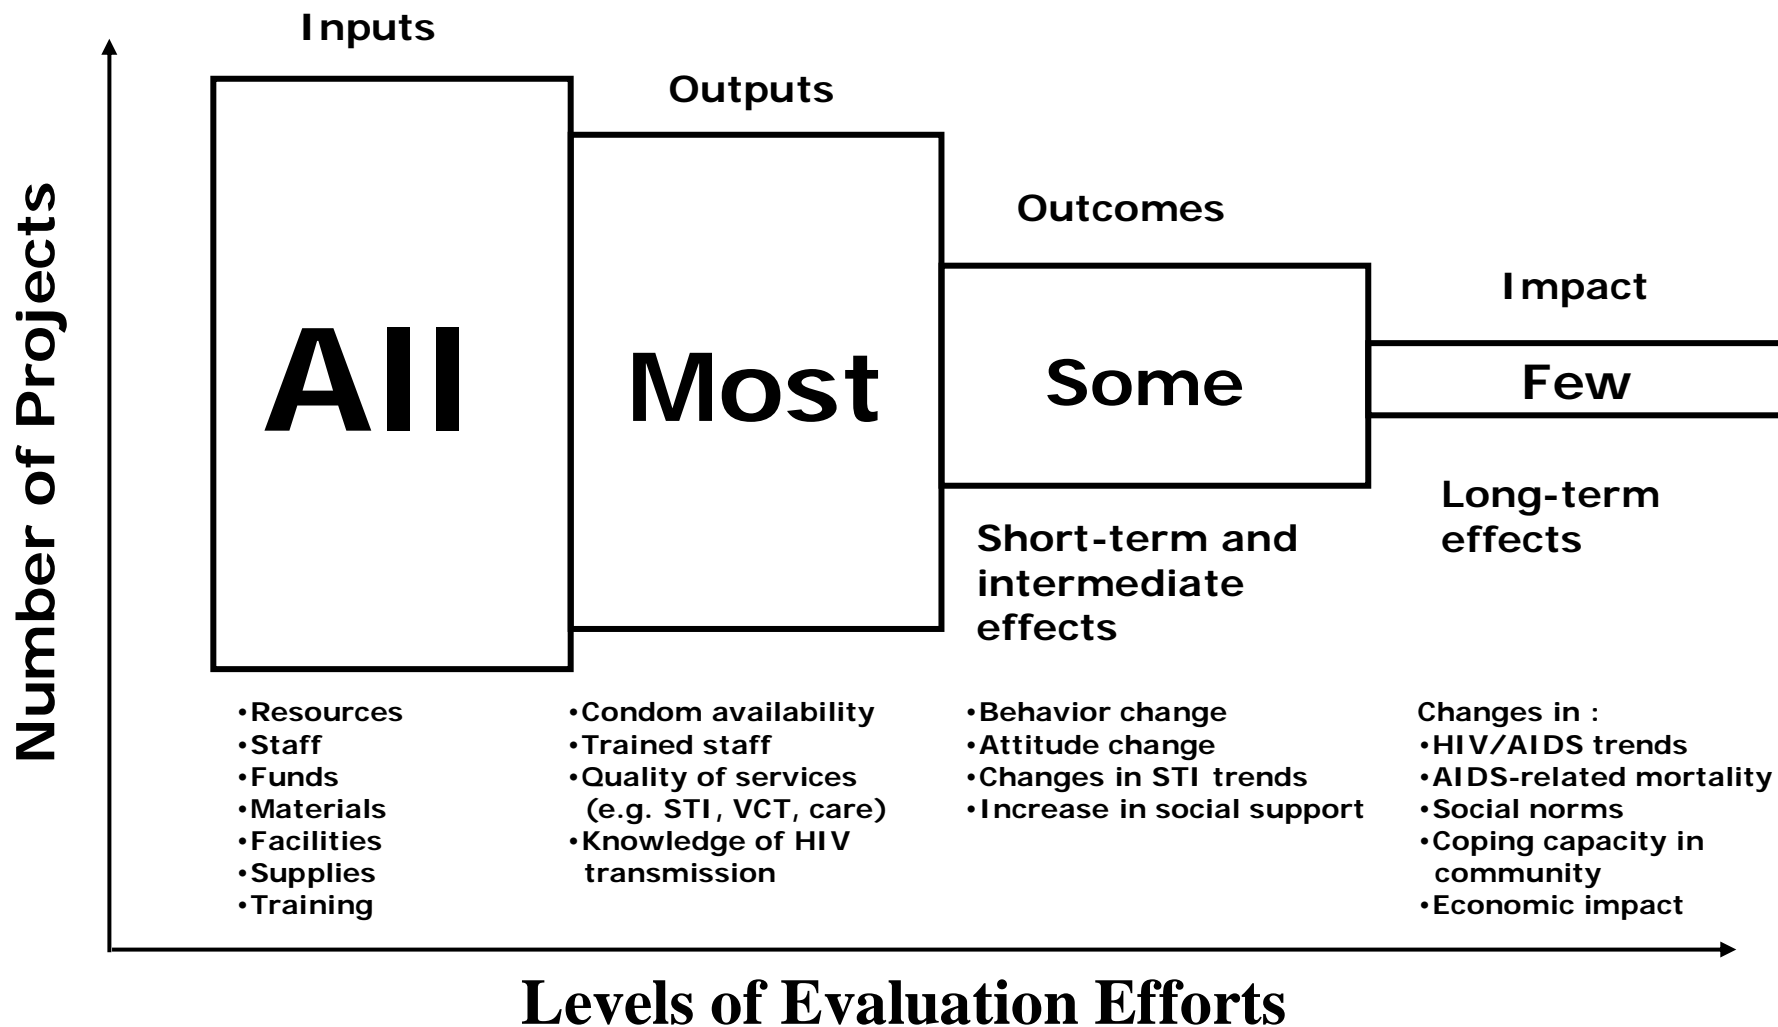 Inputs
Outputs
Outcomes
Impact
Number of Projects
All
Most
Some
Few
Short-term and
intermediate
effects
Long-term
effects
•Resources
•Staff
•Funds
•Materials
•Facilities
•Supplies
•Training
•Condom availability
•Trained staff
•Quality of services
(e.g. STI, VCT, care)
•Knowledge of HIV
transmission
•Behavior change
•Attitude change
•Changes in STI trends
•Increase in social support
Changes in :
•HIV/AIDS trends
•AIDS-related mortality
•Social norms
•Coping capacity in
community
•Economic impact
Levels of Evaluation Efforts